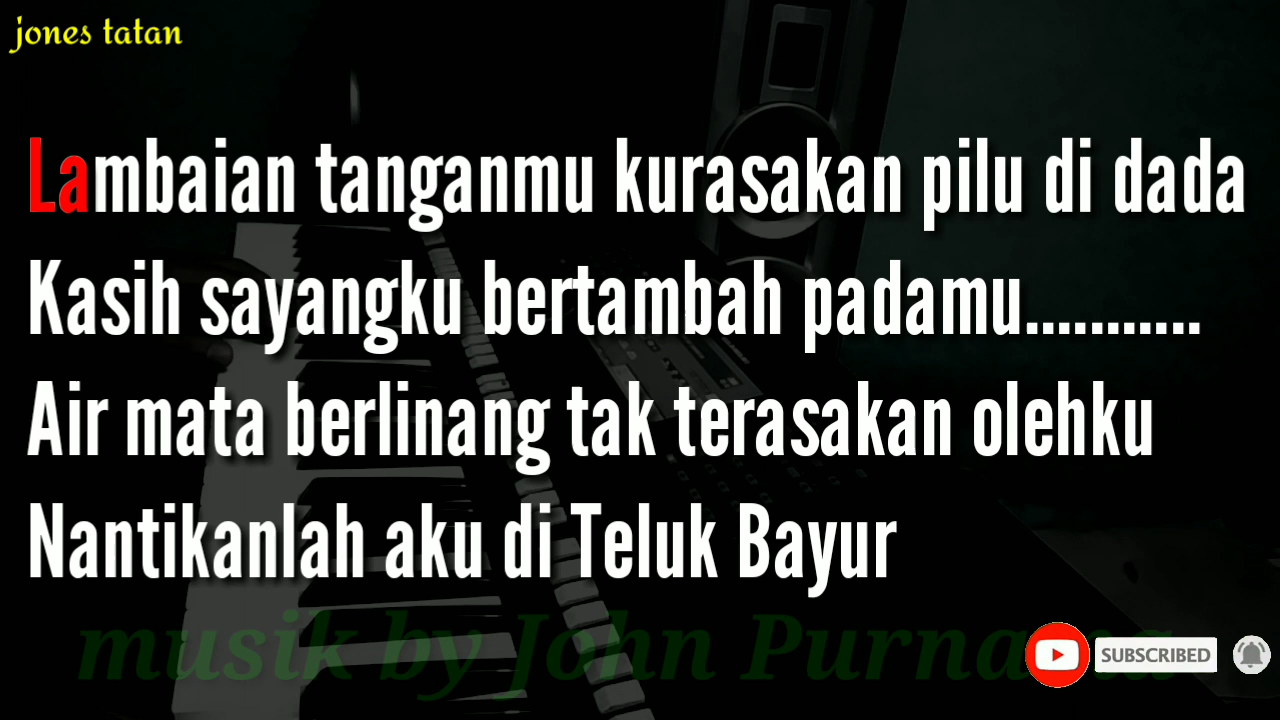 jones tatan
Lambaian tanganmu kurasakan pilu di dada
Kasih sayangku bertambah padamu...........
Air mata berlinang tak terasakan olehku
Nantikanlah aku di Teluk Bayur
musik by John Purnama
SUBSCRIBED